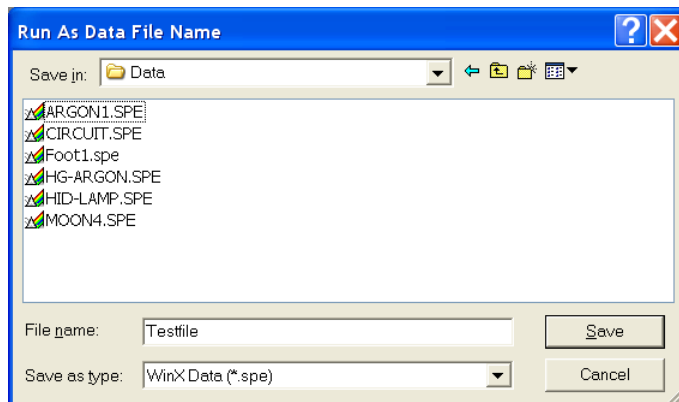 Run As Data File Name
Save in: Data
ARGON1.SPE
CIRCUIT.SPE
Foot1.spe
HG-ARGON.SPE
HID-LAMP.SPE
MOON4.SPE
File name: Testfile Save
Save as type: WinX Data (*.spe) Cancel